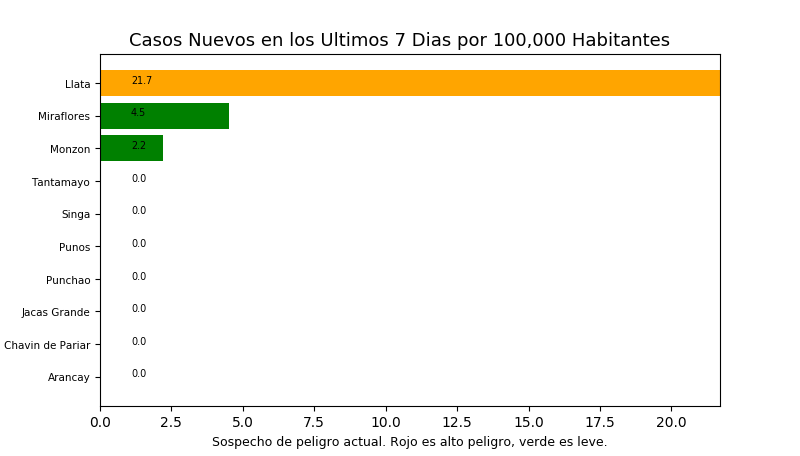 Casos Nuevos en los Ultimos 7 Dias por 100,000 Habitantes
Llata 21.7
Miraflores 4.5
Monzon 2.2
Tantamayo 0.0
Singa 0.0
Punos 0.0
Punchao 0.0
Jacas Grande 0.0
Chavin de Pariar 0.0
Arancay 0.0
0.0 2.5 5.0 7.5 10.0 12.5 15.0 17.5 20.0
Sospecho de peligro actual. Rojo es alto peligro, verde es leve.